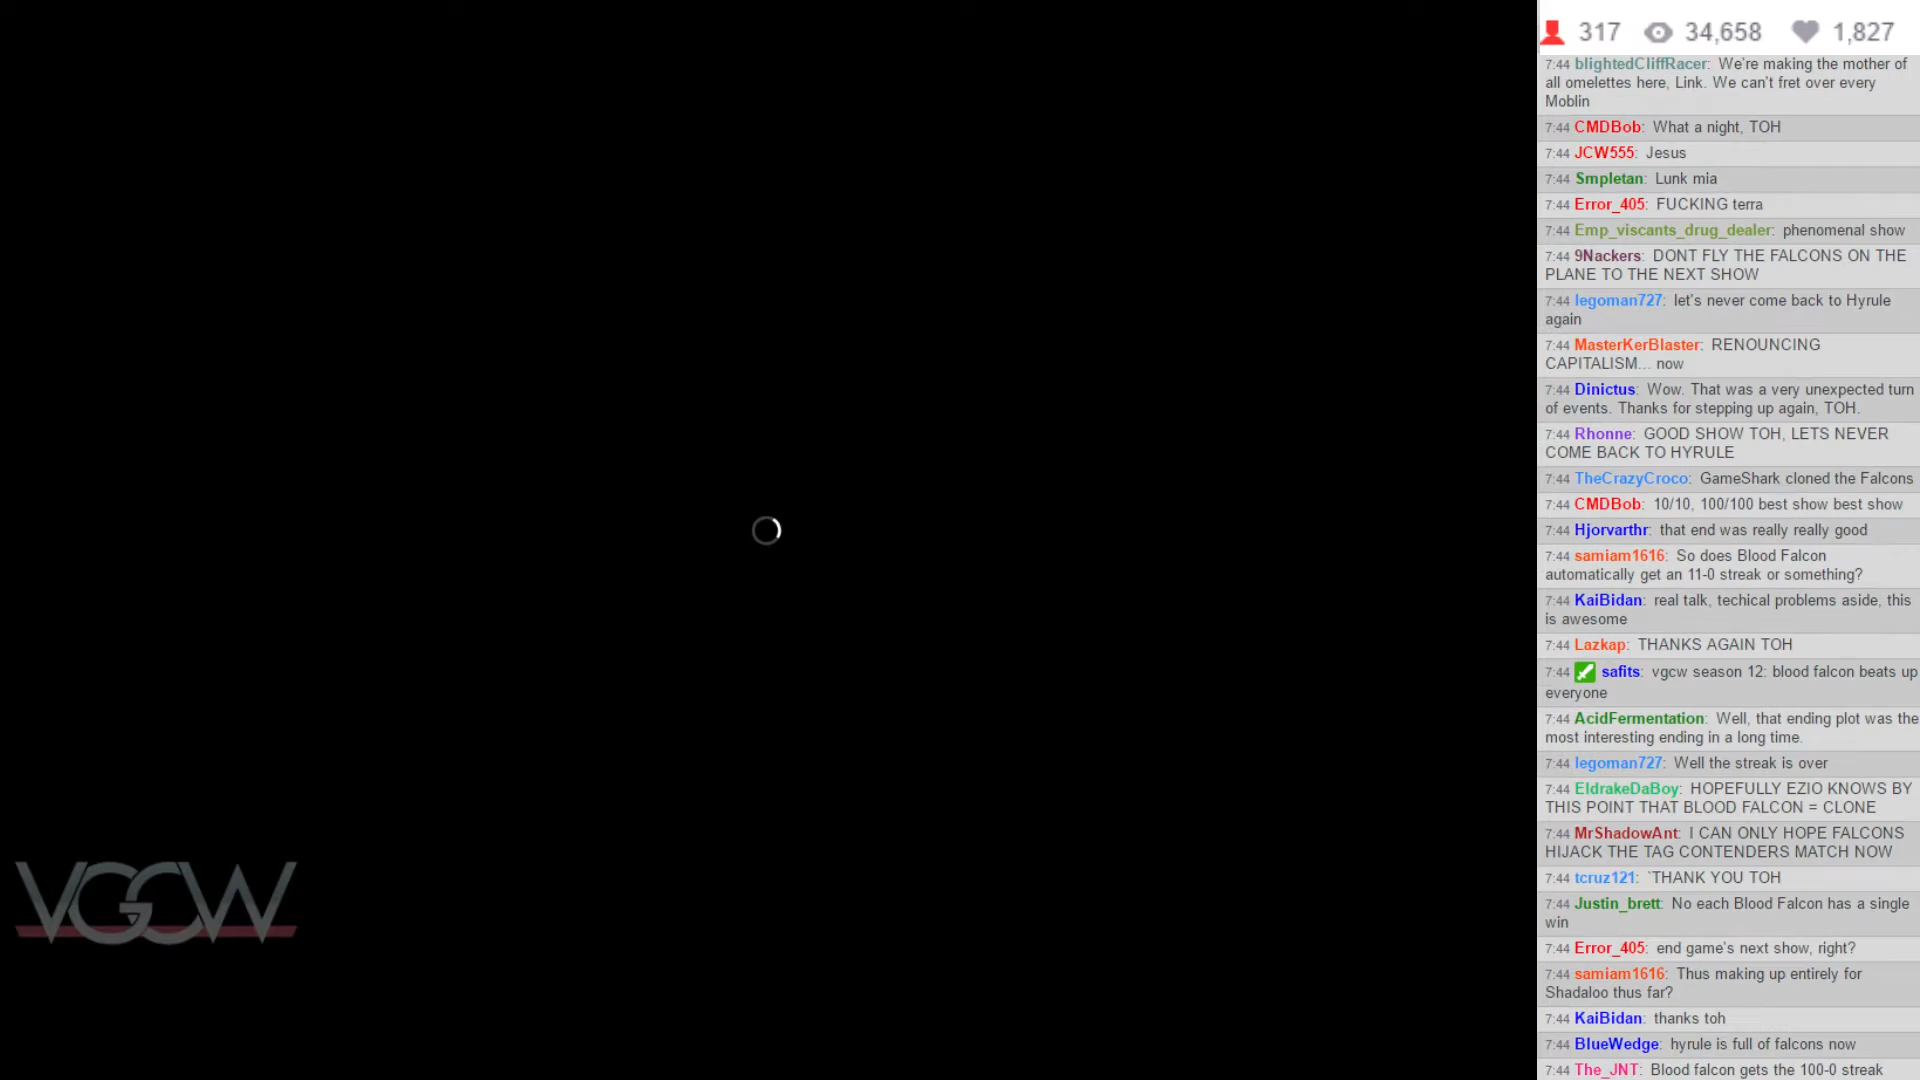 317 34,658 1,827
7:44 blightedCliffRacer: We're making the mother of
all omelettes here, Link. We can't fret over every
Moblin
7:44 CMDBob: What a night, TOH
7:44 JCW555: Jesus
7:44 Smpletan: Lunk mia
7:44 Error_405: FUCKING terra
7:44 Emp_viscants_drug_dealer: phenomenal show
7:44 9Nackers: DONT FLY THE FALCONS ON THE
PLANE TO THE NEXT SHOW
7:44 legoman727: let's never come back to Hyrule
again
7:44 MasterKerBlaster: RENOUNCING
CAPITALISM... now
7:44 Dinictus: Wow. That was a very unexpected turn
of events. Thanks for stepping up again, TOH.
7:44 Rhonne: GOOD SHOW TOH, LETS NEVER
COME BACK TO HYRULE
7:44 TheCrazyCroco: GameShark cloned the Falcons
7:44 CMDBob: 10/10, 100/100 best show best show
7:44 Hjorvarthr: that end was really really good
7:44 samiam1616: So does Blood Falcon
automatically get an 11-0 streak or something?
7:44 KaiBidan: real talk, techical problems aside, this
is awesome
7:44 Lazkap: THANKS AGAIN TOH
7:44 safits: vgcw season 12: blood falcon beats up
everyone
7:44 AcidFermentation: Well, that ending plot was the
most interesting ending in a long time.
7:44 legoman727: Well the streak is over
7:44 EldrakeDaBoy: HOPEFULLY EZIO KNOWS BY
THIS POINT THAT BLOOD FALCON = CLONE
7:44 MrShadowAnt: I CAN ONLY HOPE FALCONS
HIJACK THE TAG CONTENDERS MATCH NOW
7:44 tcruz121: `THANK YOU TOH
7:44 Justin_brett: No each Blood Falcon has a single
win
7:44 Error_405: end game's next show, right?
7:44 samiam1616: Thus making up entirely for
Shadaloo thus far?
7:44 KaiBidan: thanks toh
7:44 BlueWedge: hyrule is full of falcons now
7:44 The_JNT: Blood falcon gets the 100-0 streak
VGCW